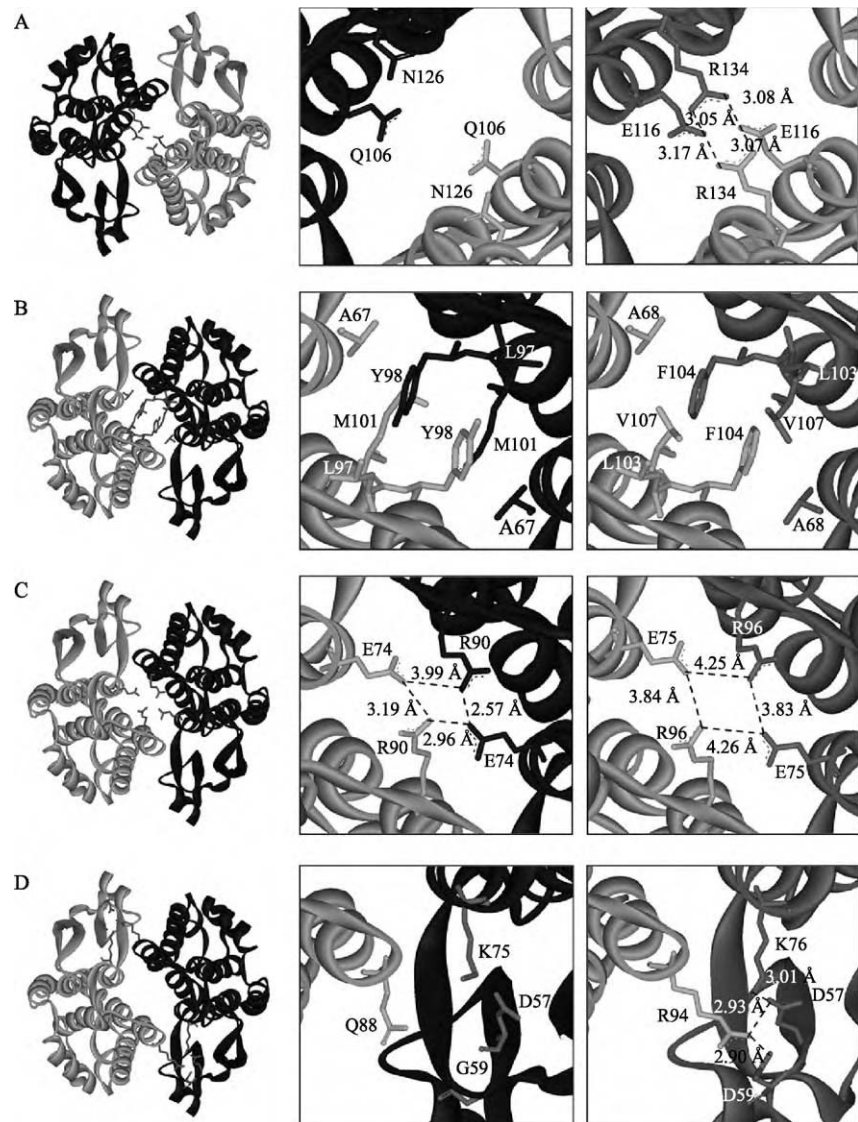 A
N126
Q106
Q106
N126
R134
3.08 Å
3.05 Å
E116
E116
3.17 Å
3.07 Å
R134
B
A67
L97
Y98
M101
Y98
M101
L97
A67
A68
L103
F104
V107
F104
L103
A68
C
E74
R90
3.99 Å
3.19 Å
2.57 Å
R90
2.96 Å
E74
E75
R96
4.25 Å
3.84 Å
3.83 Å
R96
4.26 Å
E75
D
K75
D57
Q88
G59
K76
3.01 Å
2.93 Å
D57
R94
2.90 Å
D59